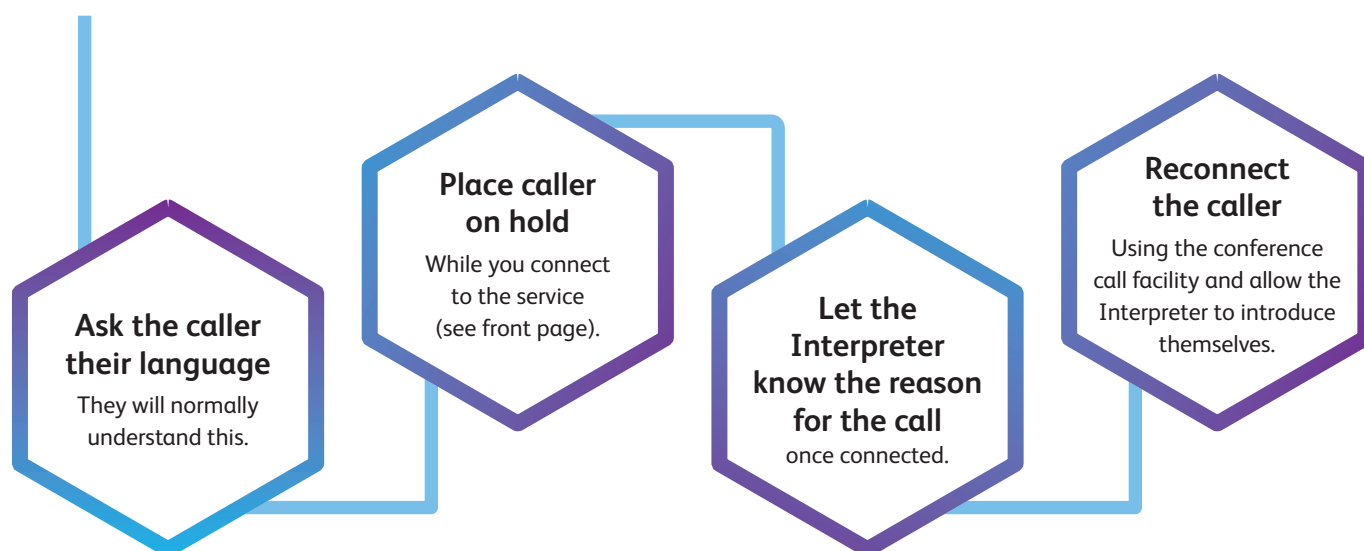 Ask the caller
their language
They will normally
understand this.
Place caller
on hold
While you connect
to the service
(see front page).
Let the
Interpreter
know the reason
for the call
once connected.
Reconnect
the caller
Using the conference
call facility and allow the
Interpreter to introduce
themselves.